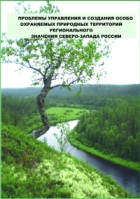 ПРОБЛЕМЫ УПРАВЛЕНИЯ И СОЗДАНИЯ ОСОБО
ОХРАНЯЕМЫХ ПРИРОДНЫХ ТЕРРИТОРИЙ
РЕГИОНАЛЬНОГО
ЗНАЧЕНИЯ СЕВЕРО-ЗАПАДА РОССИИ